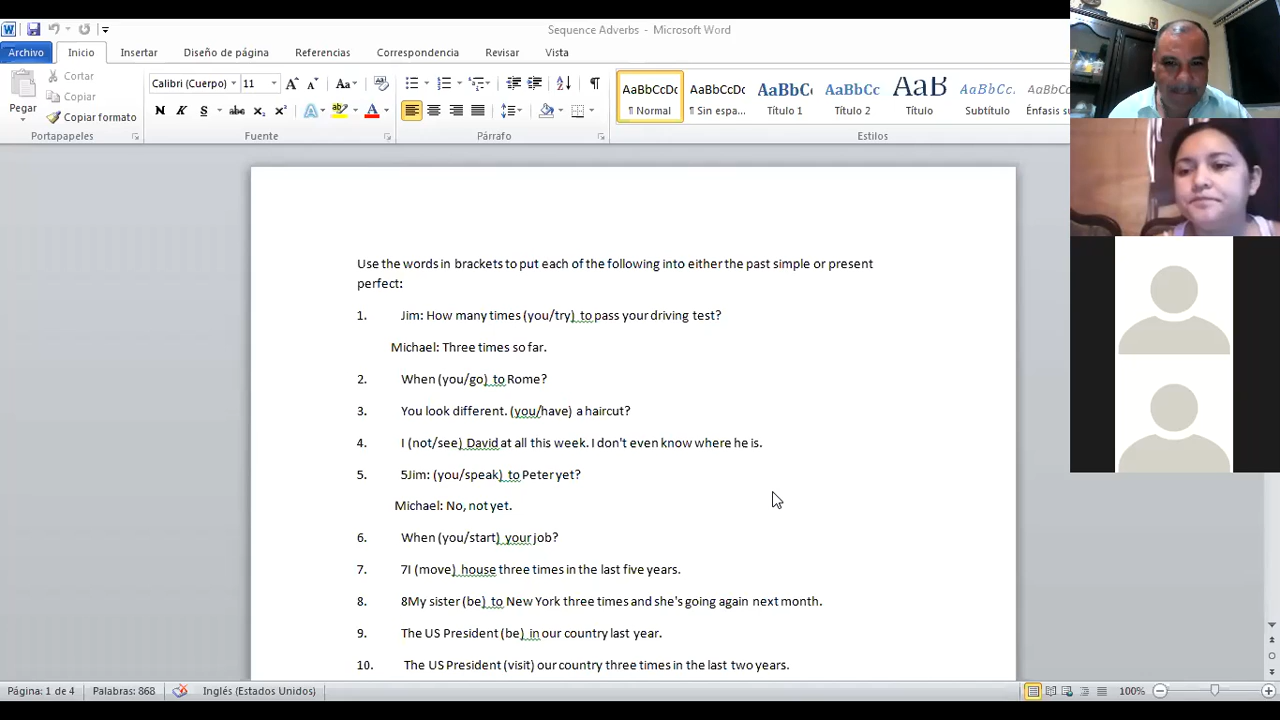 Sequence Adverbs - Microsoft Word
Archivo Inicio Insertar Diseño de página Referencias Correspondencia Revisar Vista
Cortar
Copiar
Copiar formato
Pegar
Portapapeles
Calibri (Cuerpo) 11
N K S abc x₂ x²
Fuente
Párrafo
AaBbCcDc AaBbCcDc AaBbC AaBbCc AaB AaBbCc. AaBbCcD
¶ Normal ¶ Sin espa... Título 1 Título 2 Título Subtítulo Énfasis su
Estilos
Use the words in brackets to put each of the following into either the past simple or present
perfect:
1. Jim: How many times (you/try) to pass your driving test?
Michael: Three times so far.
2. When (you/go) to Rome?
3. You look different. (you/have) a haircut?
4. I (not/see) David at all this week. I don't even know where he is.
5. 5Jim: (you/speak) to Peter yet?
Michael: No, not yet.
6. When (you/start) your job?
7. 7I (move) house three times in the last five years.
8. 8My sister (be) to New York three times and she's going again next month.
9. The US President (be) in our country last year.
10. The US President (visit) our country three times in the last two years.
Página: 1 de 4 Palabras: 868 Inglés (Estados Unidos) 100%